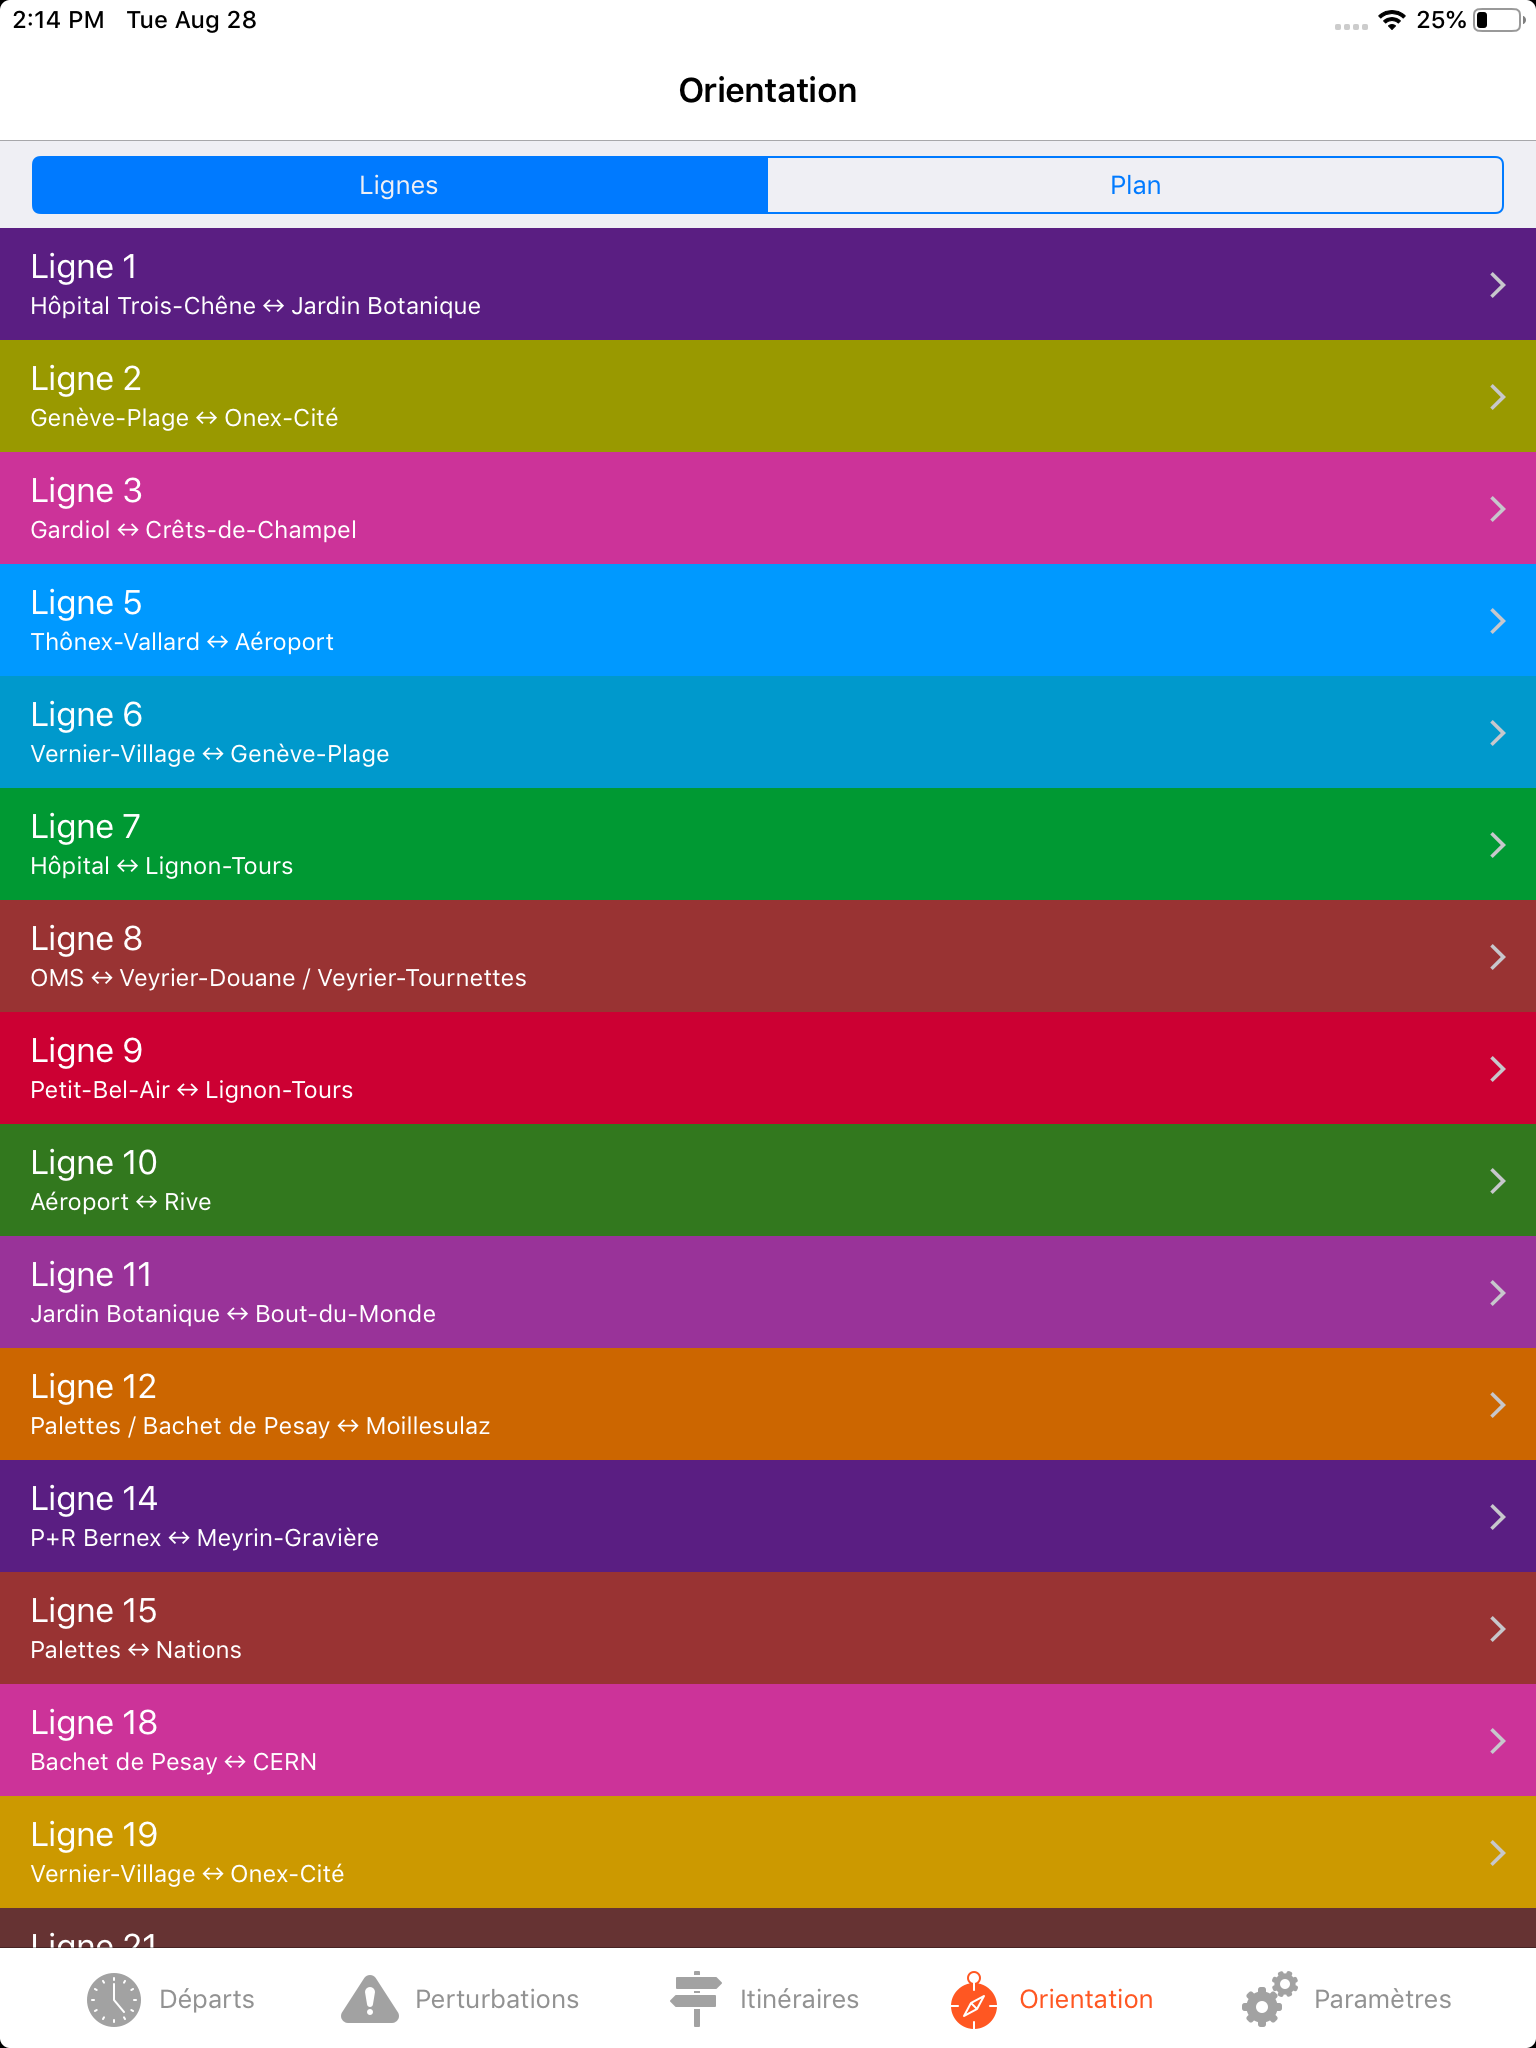 2:14 PM Tue Aug 28 25%
Orientation
Lignes Plan
Ligne 1
Hôpital Trois-Chêne ↔ Jardin Botanique
Ligne 2
Genève-Plage ↔ Onex-Cité
Ligne 3
Gardiol ↔ Crêts-de-Champel
Ligne 5
Thônex-Vallard ↔ Aéroport
Ligne 6
Vernier-Village ↔ Genève-Plage
Ligne 7
Hôpital ↔ Lignon-Tours
Ligne 8
OMS ↔ Veyrier-Douane / Veyrier-Tournettes
Ligne 9
Petit-Bel-Air ↔ Lignon-Tours
Ligne 10
Aéroport ↔ Rive
Ligne 11
Jardin Botanique ↔ Bout-du-Monde
Ligne 12
Palettes / Bachet de Pesay ↔ Moillesulaz
Ligne 14
P+R Bernex ↔ Meyrin-Gravière
Ligne 15
Palettes ↔ Nations
Ligne 18
Bachet de Pesay ↔ CERN
Ligne 19
Vernier-Village ↔ Onex-Cité
Ligne 21
Départs Perturbations Itinéraires Orientation Paramètres